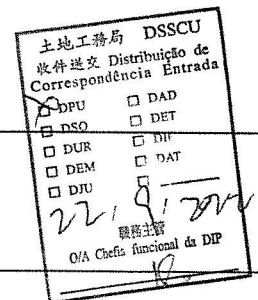 土地工務局 DSSCU
收件送交 Distribuição de
Correspondência Entrada
DPU DAD
DSO DET
DUR DIF
DEM DAT
DJU
22, 9,
職務主管
O/A Chefia funcional da DIP